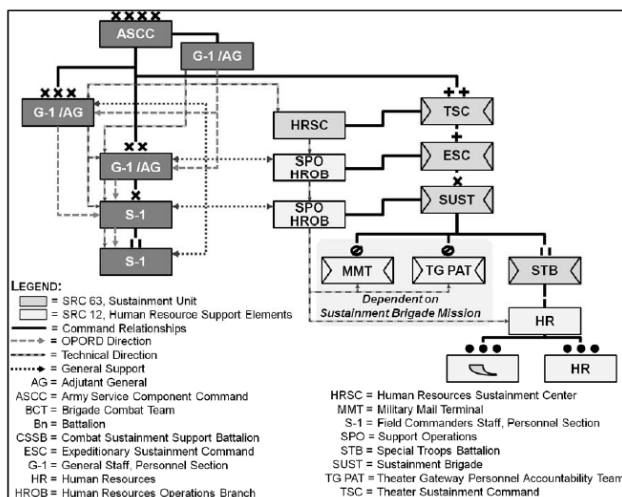 ASCC
G-1 /AG
G-1 /AG
HRSC
TSC
SPO
HROB
ESC
G-1 /AG
SPO
HROB
SUST
S-1
S-1
MMT
TG PAT
STB
Dependent on
Sustainment Brigade Mission
HR
HR
LEGEND:
= SRC 63, Sustainment Unit
= SRC 12, Human Resource Support Elements
= Command Relationships
= OPORD Direction
= Technical Direction
= General Support
AG = Adjutant General
ASCC = Army Service Component Command
BCT = Brigade Combat Team
Bn = Battalion
CSSB = Combat Sustainment Support Battalion
ESC = Expeditionary Sustainment Command
G-1 = General Staff, Personnel Section
HR = Human Resources
HROB = Human Resources Operations Branch
HRSC = Human Resources Sustainment Center
MMT = Military Mail Terminal
S-1 = Field Commanders Staff, Personnel Section
SPO = Support Operations
STB = Special Troops Battalion
SUST = Sustainment Brigade
TG PAT = Theater Gateway Personnel Accountability Team
TSC = Theater Sustainment Command